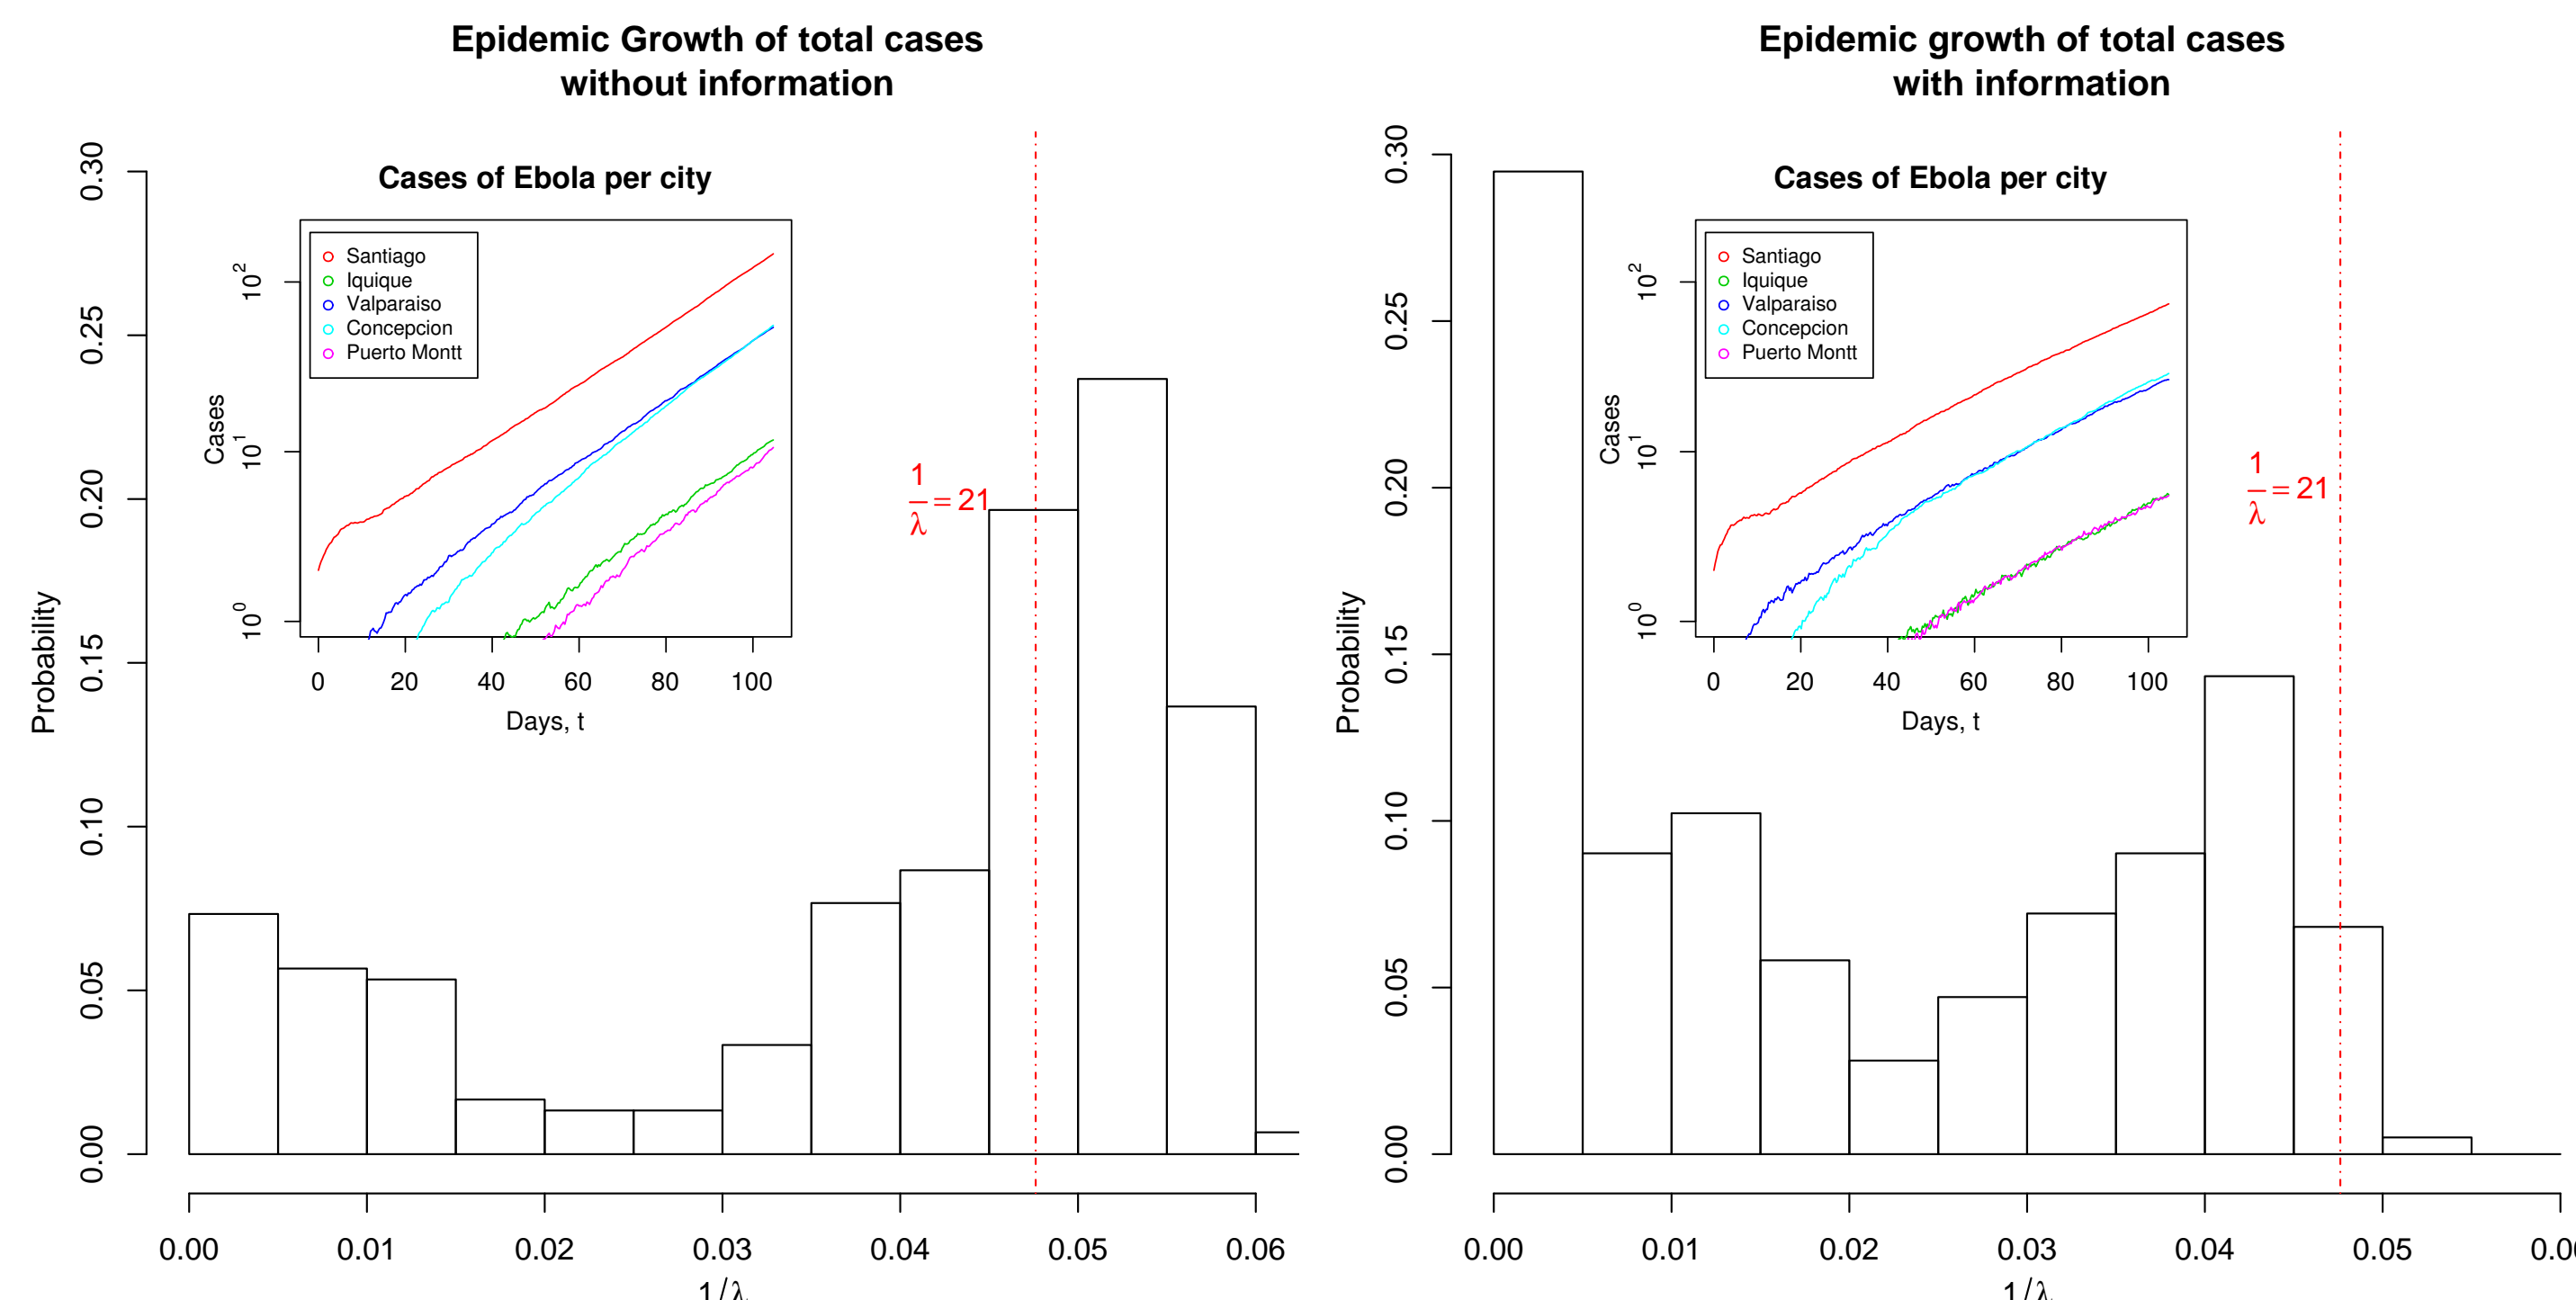 Epidemic Growth of total cases
without information
Cases of Ebola per city
Santiago
Iquique
Valparaiso
Concepcion
Puerto Montt
Cases
10^0 10^1 10^2
0 20 40 60 80 100
Days, t
1/λ = 21
Probability
0.00 0.05 0.10 0.15 0.20 0.25 0.30
0.00 0.01 0.02 0.03 0.04 0.05 0.06
1/λ
Epidemic growth of total cases
with information
Cases of Ebola per city
Santiago
Iquique
Valparaiso
Concepcion
Puerto Montt
Cases
10^0 10^1 10^2
0 20 40 60 80 100
Days, t
1/λ = 21
Probability
0.00 0.05 0.10 0.15 0.20 0.25 0.30
0.00 0.01 0.02 0.03 0.04 0.05
1/λ